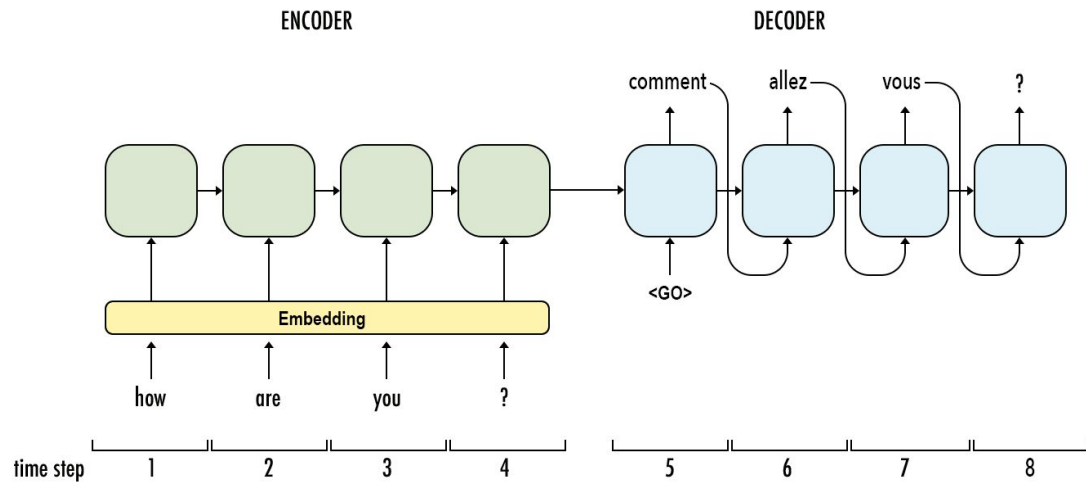 ENCODER DECODER
comment allez vous ?
<GO>
Embedding
how are you ?
time step 1 2 3 4 5 6 7 8